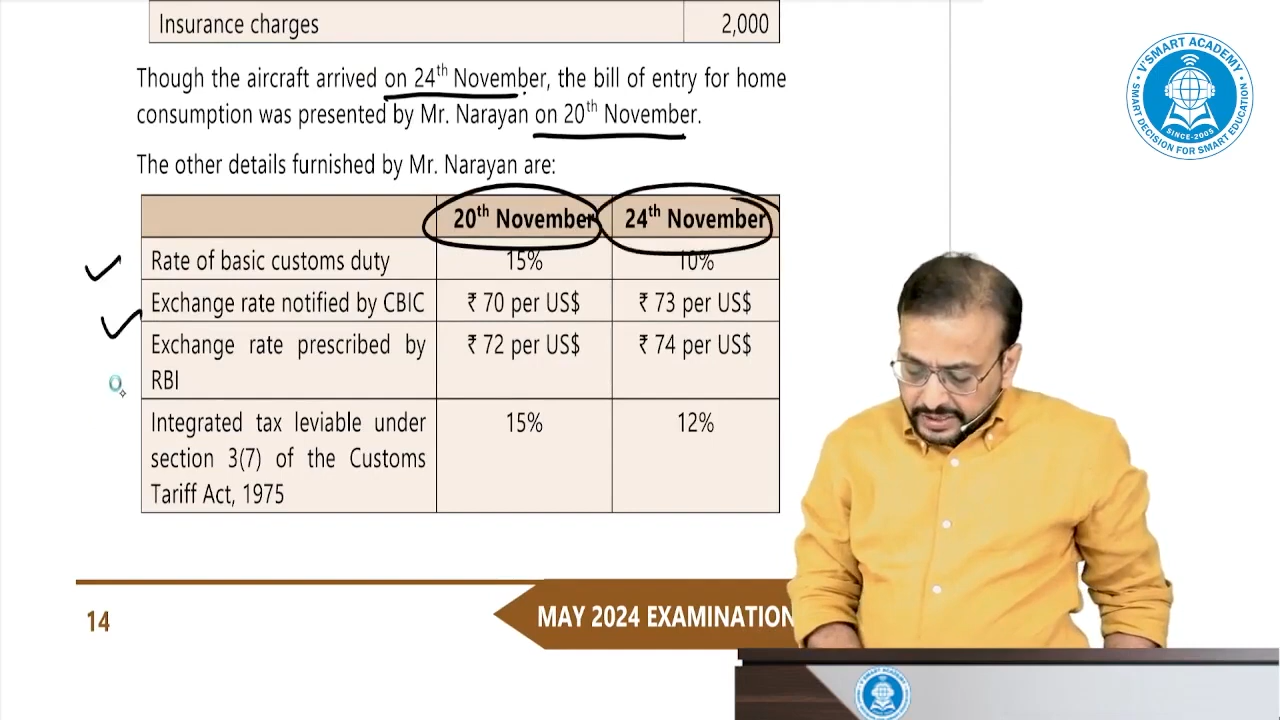 Insurance charges 2,000
Though the aircraft arrived on 24th November, the bill of entry for home
consumption was presented by Mr. Narayan on 20th November.
The other details furnished by Mr. Narayan are:
20th November 24th November
Rate of basic customs duty 15% 10%
Exchange rate notified by CBIC ₹ 70 per US$ ₹ 73 per US$
Exchange rate prescribed by ₹ 72 per US$ ₹ 74 per US$
RBI
Integrated tax leviable under 15% 12%
section 3(7) of the Customs
Tariff Act, 1975
14
MAY 2024 EXAMINATION
V'SMART ACADEMY
SINCE-2005
SMART DECISION FOR SMART EDUCATION